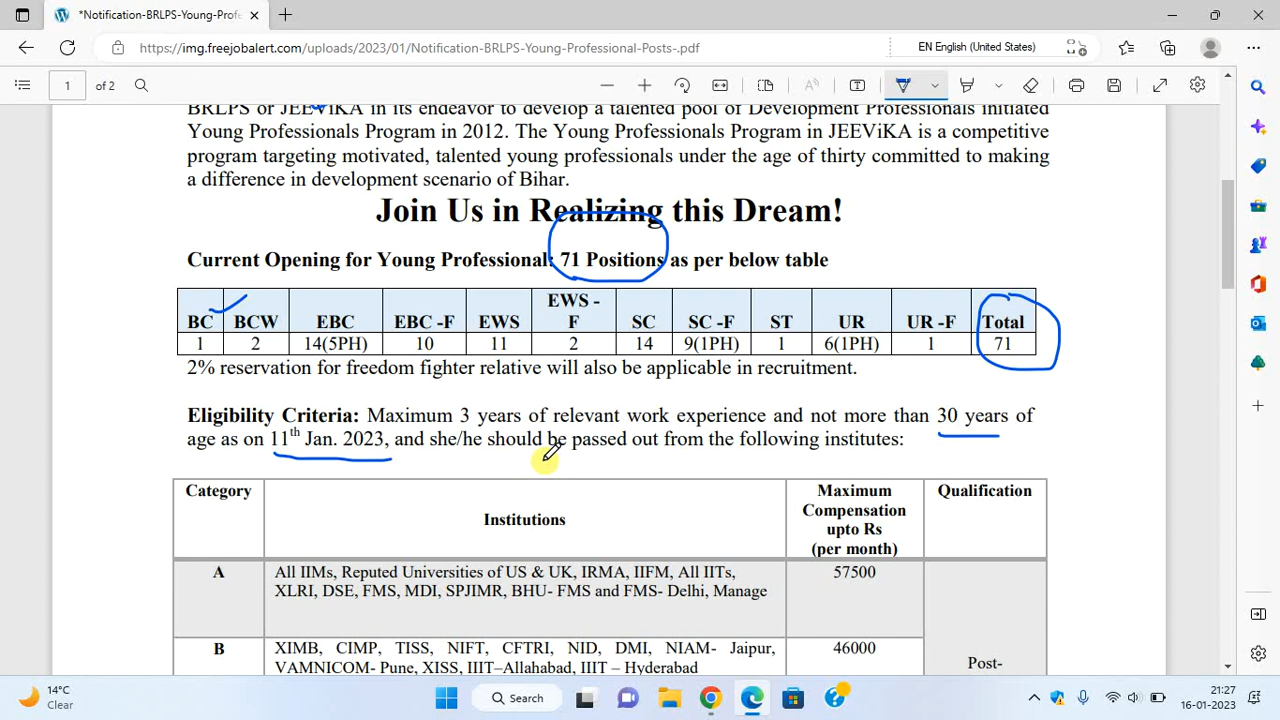 *Notification-BRLPS-Young-Profe
https://img.freejobalert.com/uploads/2023/01/Notification-BRLPS-Young-Professional-Posts-.pdf
EN English (United States)
1 of 2
BRLPS or JEEViKA in its endeavor to develop a talented pool of Development Professionals initiated
Young Professionals Program in 2012. The Young Professionals Program in JEEViKA is a competitive
program targeting motivated, talented young professionals under the age of thirty committed to making
a difference in development scenario of Bihar.
Join Us in Realizing this Dream!
Current Opening for Young Professional: 71 Positions as per below table
BC BCW EBC EBC -F EWS EWS - F SC SC -F ST UR UR -F Total
1 2 14(5PH) 10 11 2 14 9(1PH) 1 6(1PH) 1 71
2% reservation for freedom fighter relative will also be applicable in recruitment.
Eligibility Criteria: Maximum 3 years of relevant work experience and not more than 30 years of
age as on 11th Jan. 2023, and she/he should be passed out from the following institutes:
Category Institutions Maximum Compensation upto Rs (per month) Qualification
A All IIMs, Reputed Universities of US & UK, IRMA, IIFM, All IITs, 57500
XLRI, DSE, FMS, MDI, SPJIMR, BHU- FMS and FMS- Delhi, Manage
B XIMB, CIMP, TISS, NIFT, CFTRI, NID, DMI, NIAM- Jaipur, 46000
VAMNICOM- Pune, XISS, IIIT–Allahabad, IIIT – Hyderabad Post-
14°C
Clear
Search
21:27
16-01-2023